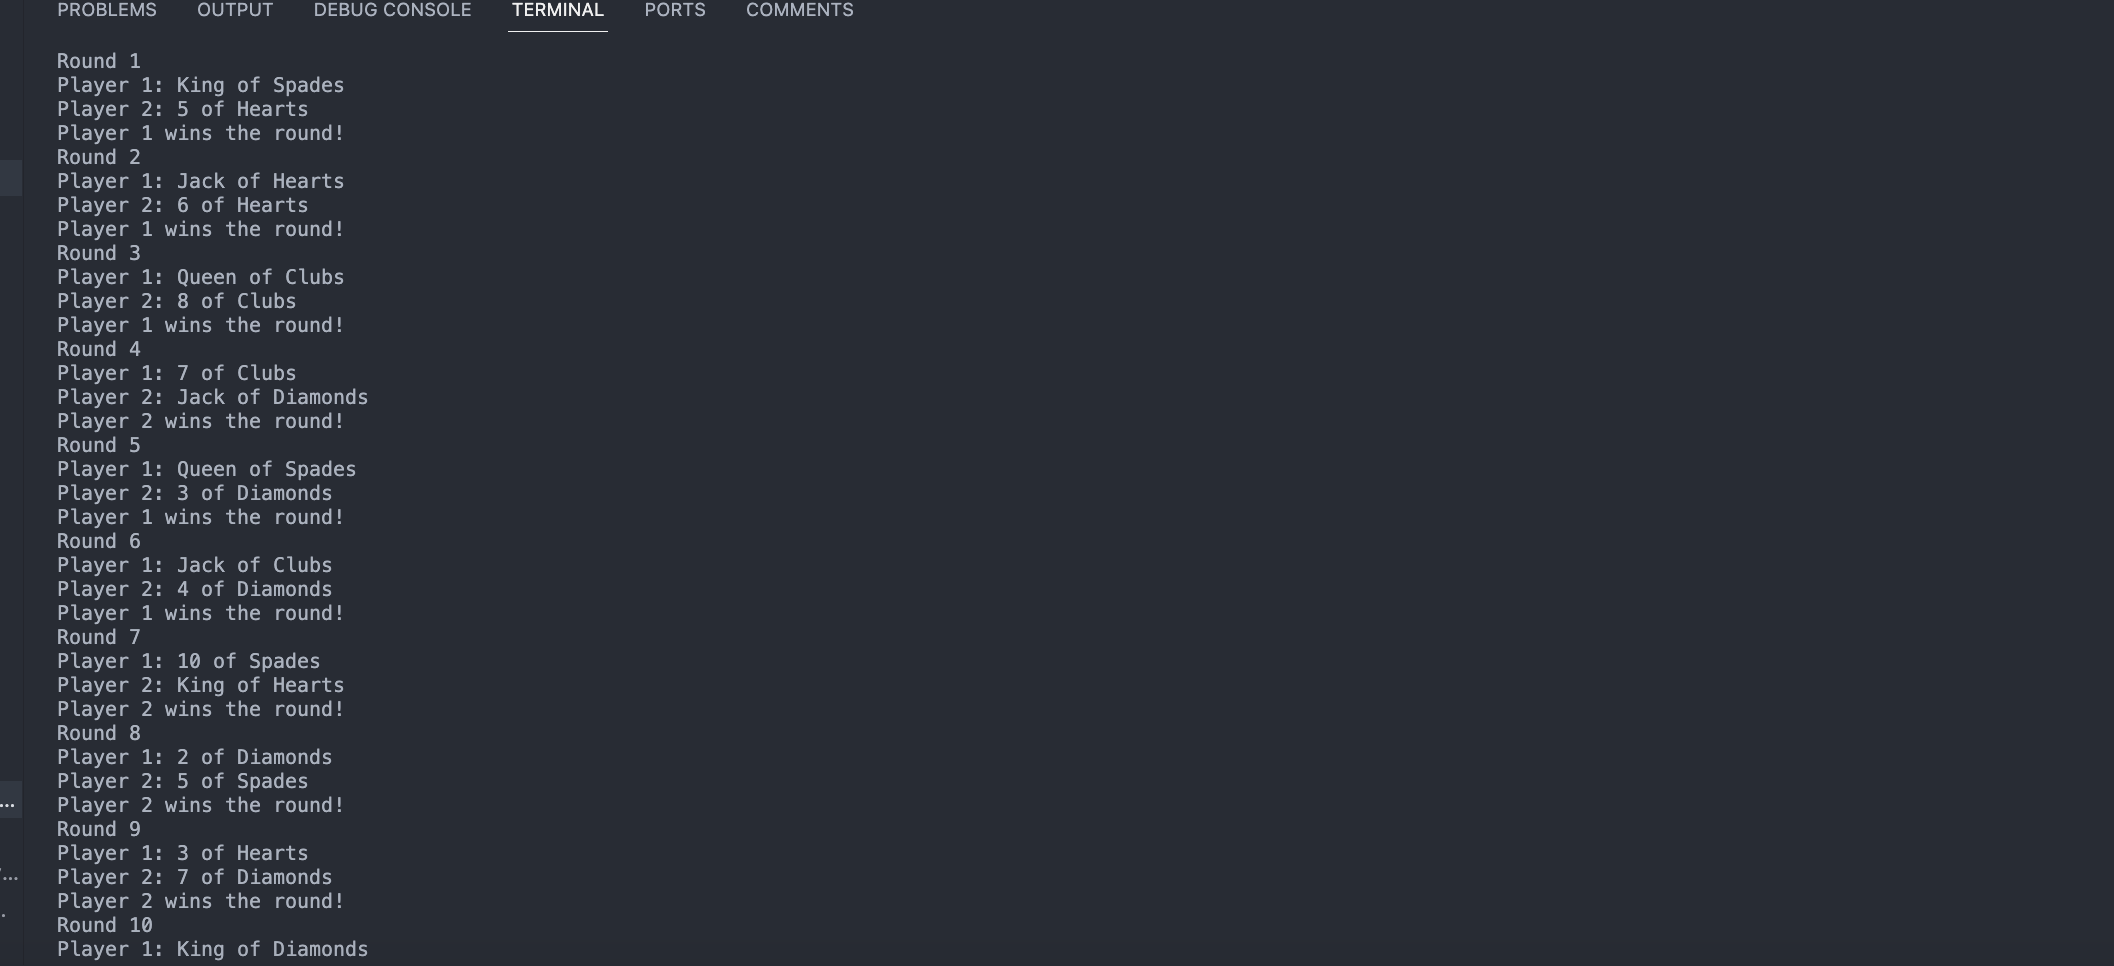 PROBLEMS OUTPUT DEBUG CONSOLE TERMINAL PORTS COMMENTS
Round 1
Player 1: King of Spades
Player 2: 5 of Hearts
Player 1 wins the round!
Round 2
Player 1: Jack of Hearts
Player 2: 6 of Hearts
Player 1 wins the round!
Round 3
Player 1: Queen of Clubs
Player 2: 8 of Clubs
Player 1 wins the round!
Round 4
Player 1: 7 of Clubs
Player 2: Jack of Diamonds
Player 2 wins the round!
Round 5
Player 1: Queen of Spades
Player 2: 3 of Diamonds
Player 1 wins the round!
Round 6
Player 1: Jack of Clubs
Player 2: 4 of Diamonds
Player 1 wins the round!
Round 7
Player 1: 10 of Spades
Player 2: King of Hearts
Player 2 wins the round!
Round 8
Player 1: 2 of Diamonds
Player 2: 5 of Spades
Player 2 wins the round!
Round 9
Player 1: 3 of Hearts
Player 2: 7 of Diamonds
Player 2 wins the round!
Round 10
Player 1: King of Diamonds